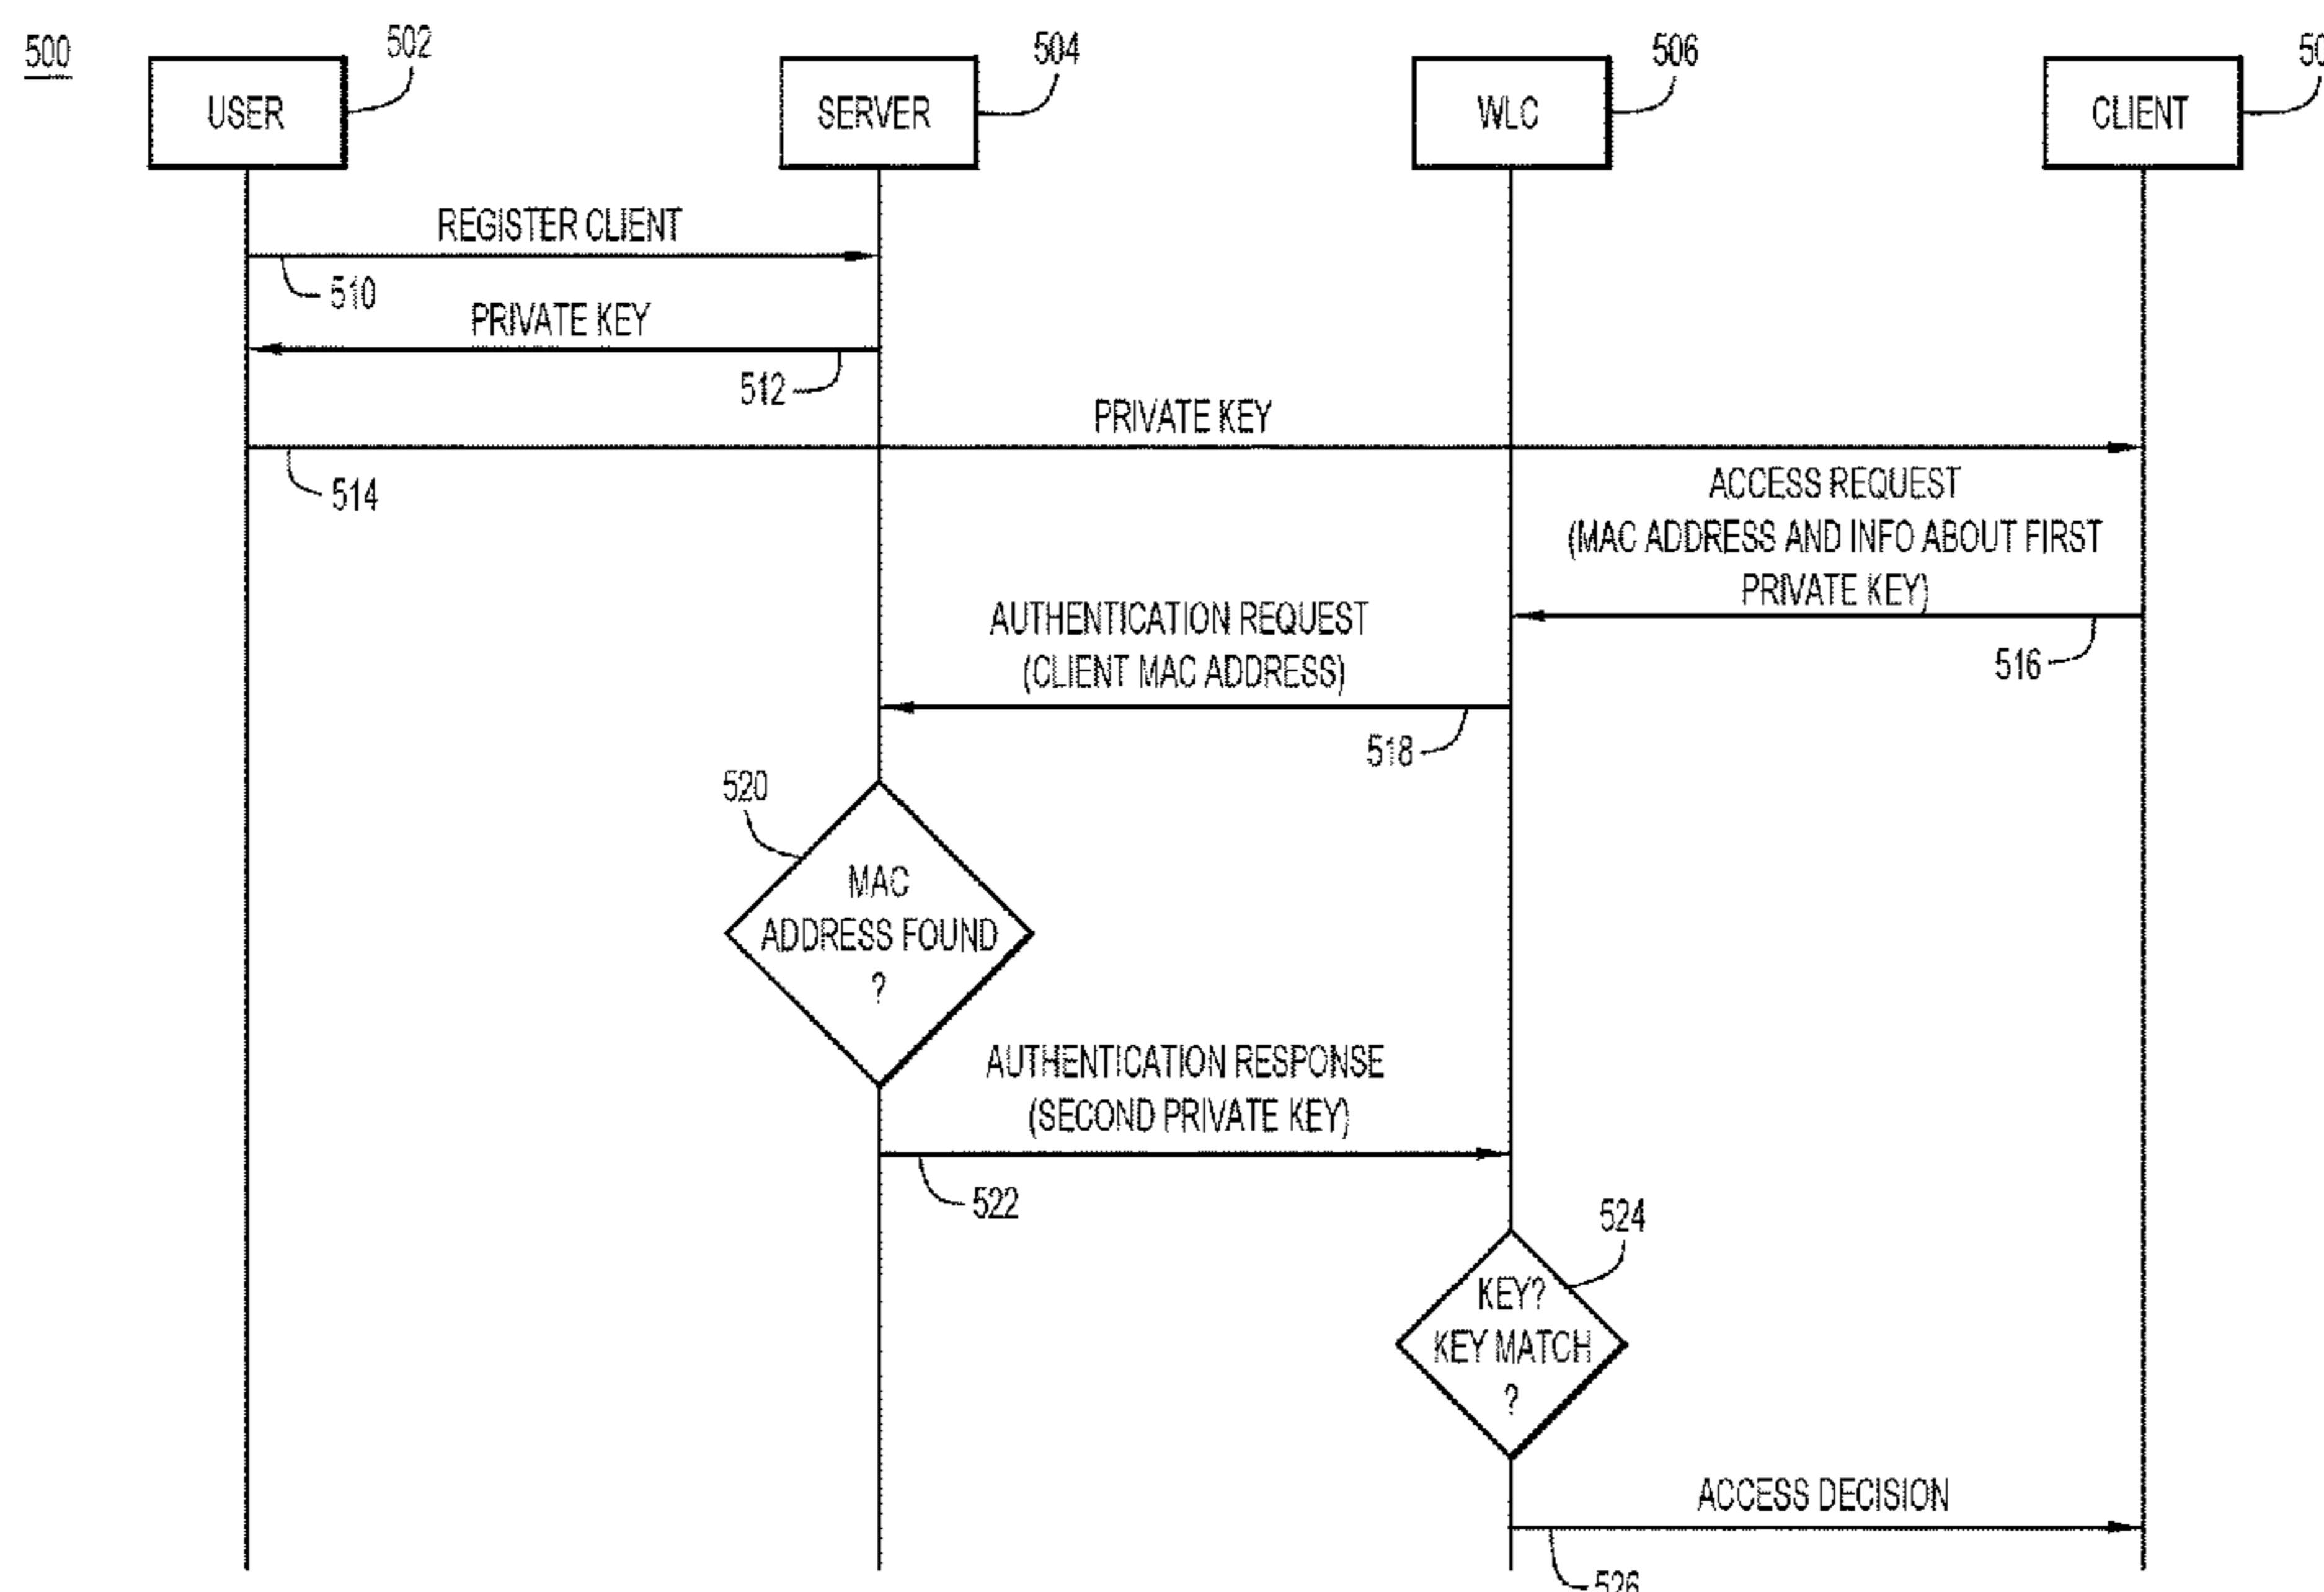 500
502
504
506
50
USER
SERVER
WLC
CLIENT
REGISTER CLIENT
510
PRIVATE KEY
512
PRIVATE KEY
514
ACCESS REQUEST
(MAC ADDRESS AND INFO ABOUT FIRST
PRIVATE KEY)
516
AUTHENTICATION REQUEST
(CLIENT MAC ADDRESS)
518
520
MAC
ADDRESS FOUND
?
AUTHENTICATION RESPONSE
(SECOND PRIVATE KEY)
522
524
KEY?
KEY MATCH
?
ACCESS DECISION
526